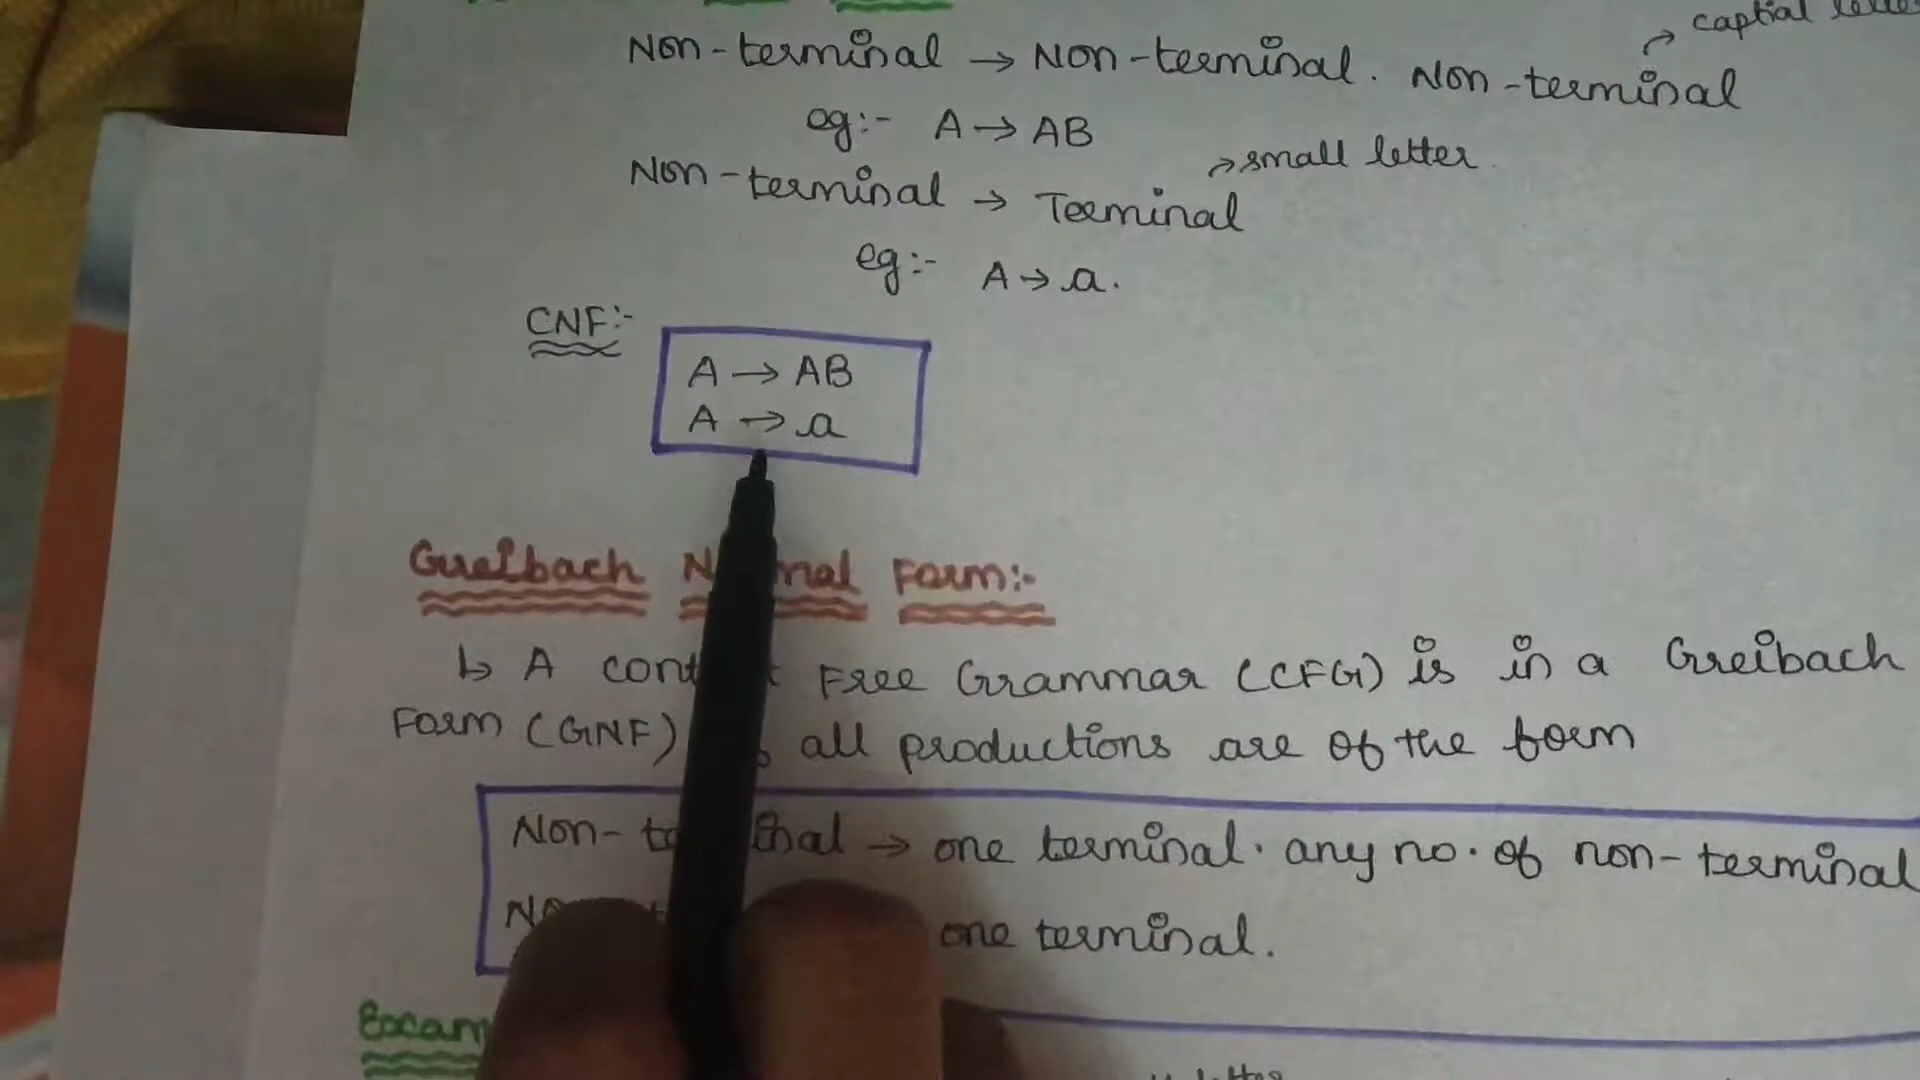 captial
Non-terminal → Non-terminal. Non-terminal
eg:- A → AB
→ small letter
Non-terminal → Terminal
eg:- A → a.
CNF:-
A → AB
A → a
Greibach Form:-
↳ A Free Grammar (CFG) is in a Greibach
Form (GNF) all productions are of the form
→ one terminal. any no. of non-terminal
one terminal.